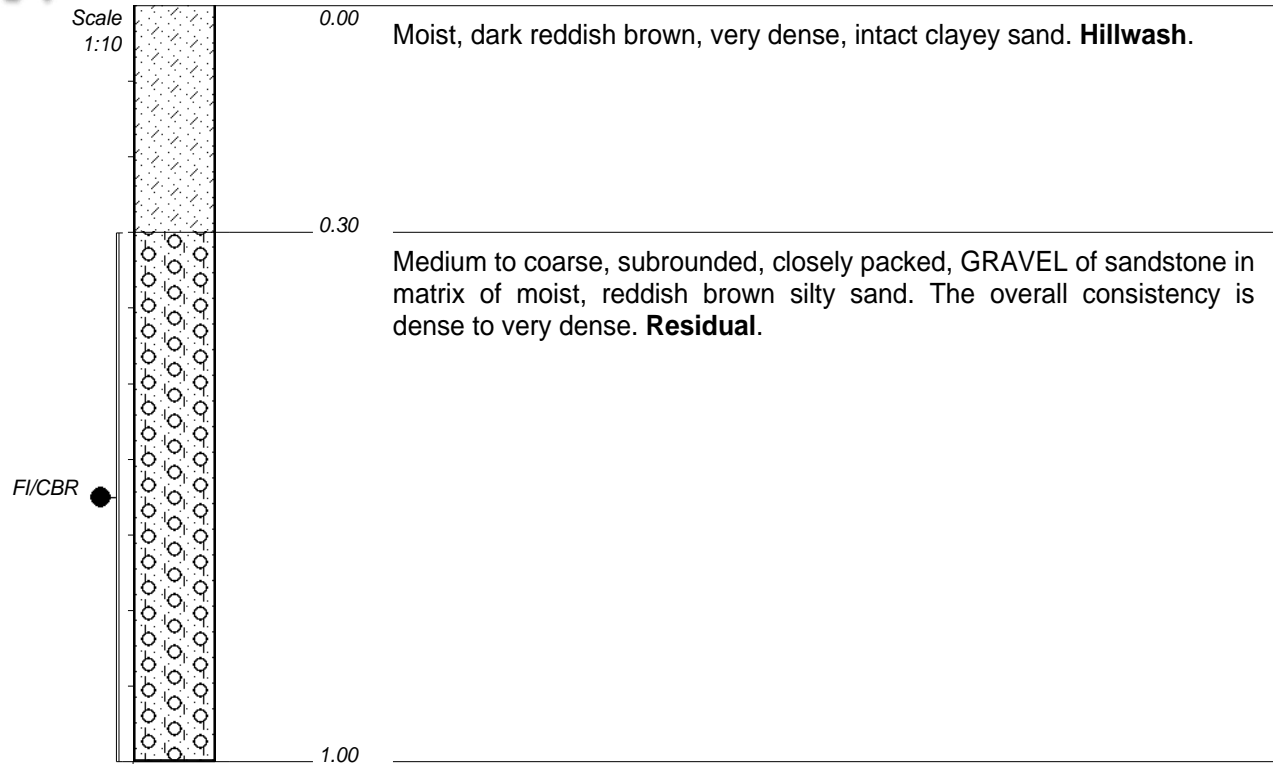 Scale
1:10
0.00
Moist, dark reddish brown, very dense, intact clayey sand. Hillwash.
0.30
Medium to coarse, subrounded, closely packed, GRAVEL of sandstone in
matrix of moist, reddish brown silty sand. The overall consistency is
dense to very dense. Residual.
FI/CBR
1.00